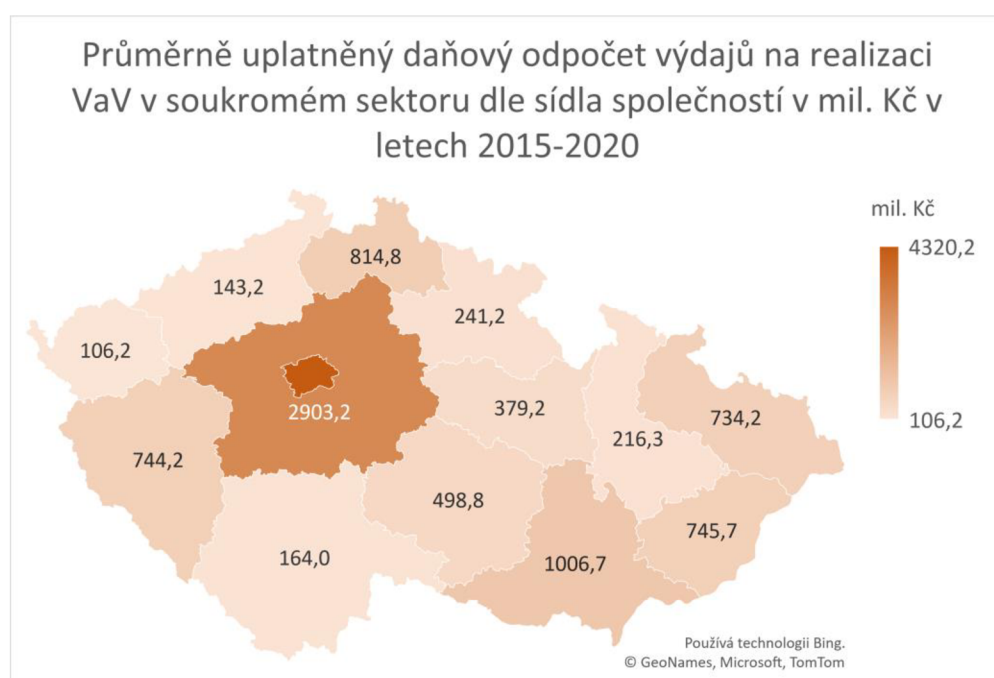 Průměrně uplatněný daňový odpočet výdajů na realizaci
VaV v soukromém sektoru dle sídla společností v mil. Kč v
letech 2015-2020
mil. Kč
4320,2
106,2
814,8
143,2
241,2
106,2
2903,2
379,2
734,2
216,3
744,2
498,8
745,7
164,0
1006,7
Používá technologii Bing.
© GeoNames, Microsoft, TomTom